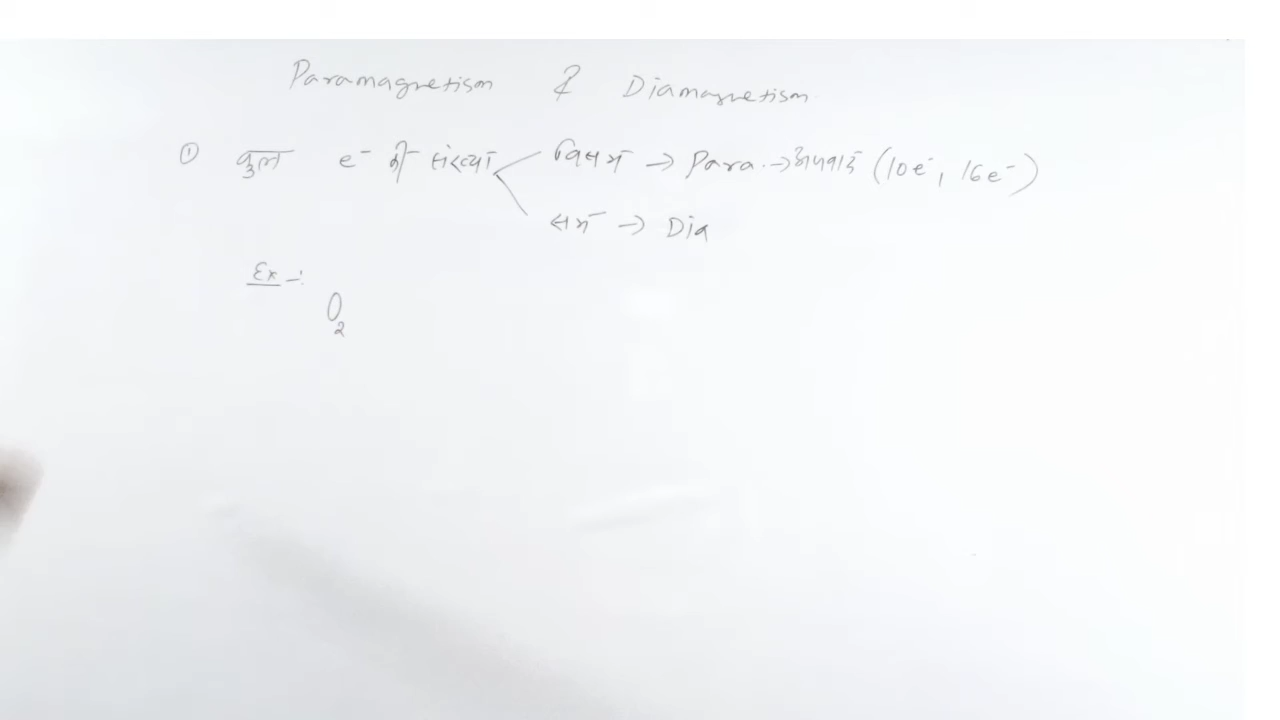 Paramagnetism & Diamagnetism
① कुल e⁻ की संख्या विषम → Para. → अपवाद (10e⁻, 16e⁻)
सम → Dia
Ex -:
O₂